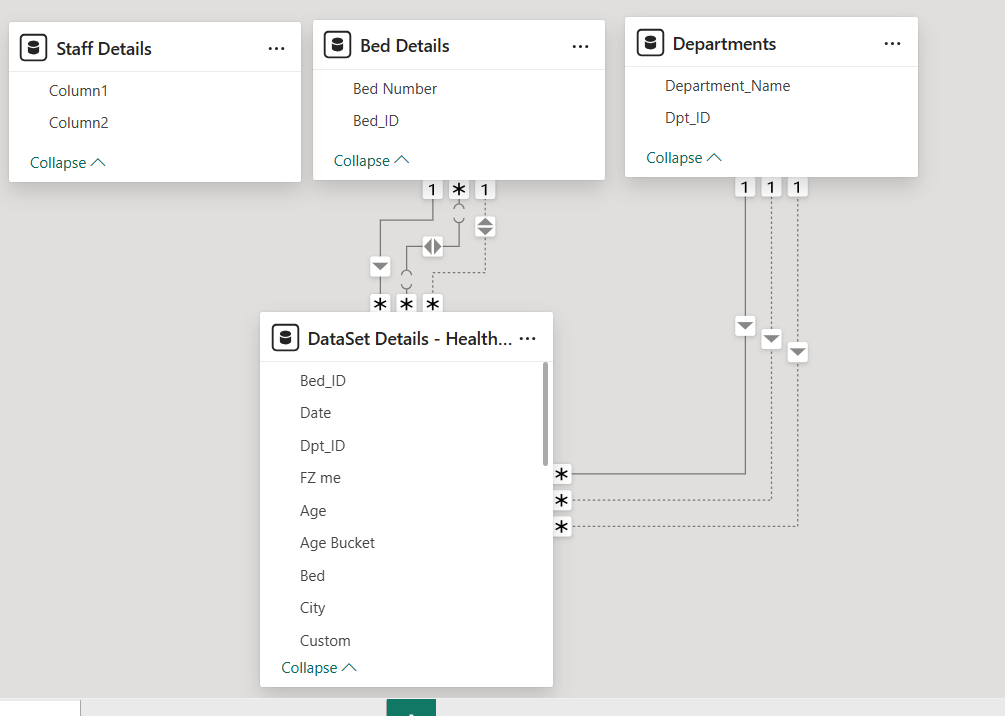 Staff Details
...
Column1
Column2
Collapse
Bed Details
...
Bed Number
Bed_ID
Collapse
Departments
...
Department_Name
Dpt_ID
Collapse
1 * 1
1 1 1
* * *
DataSet Details - Health... ...
Bed_ID
Date
Dpt_ID
FZ me
Age
Age Bucket
Bed
City
Custom
Collapse
*
*
*